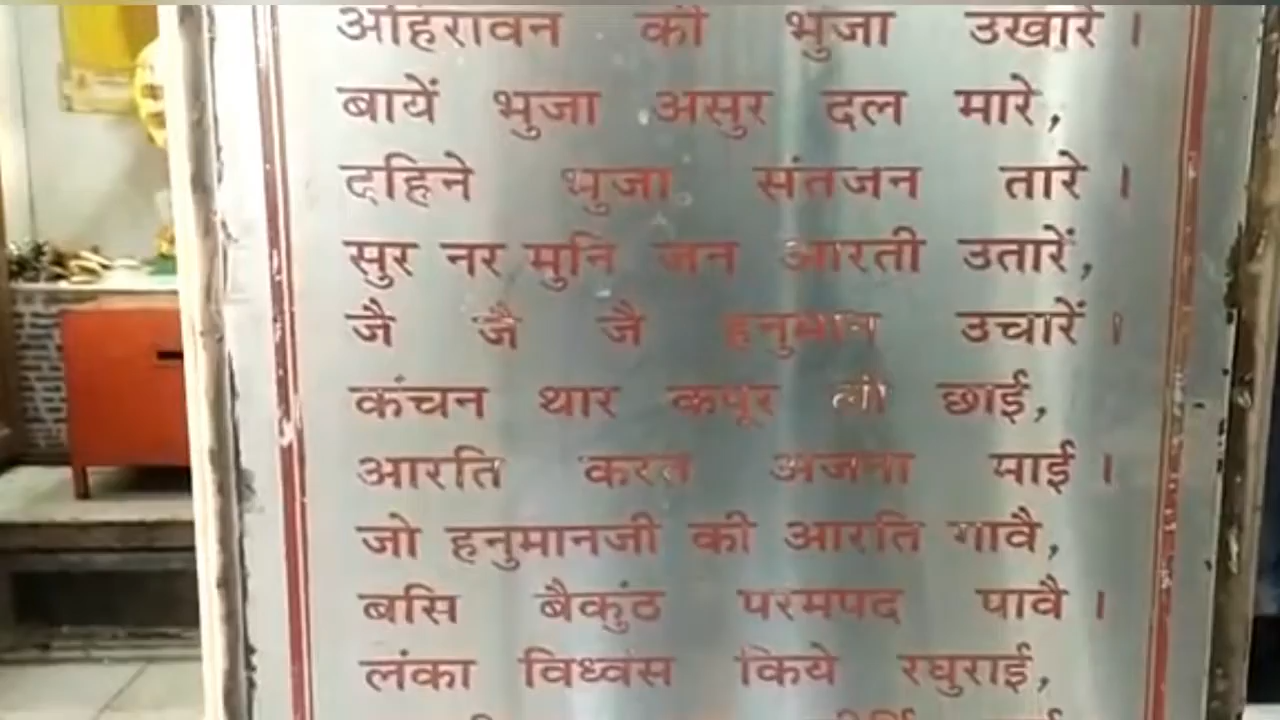 अहिरावन की भुजा उखारे ।
बायें भुजा असुर दल मारे,
दहिने भुजा संतजन तारे ।
सुर नर मुनि जन आरती उतारें,
जै जै जै हनुमान उचारें ।
कंचन थार कपूर लौ छाई,
आरति करत अंजना माई ।
जो हनुमानजी की आरति गावै,
बसि बैकुंठ परमपद पावै ।
लंका विध्वंस किये रघुराई,